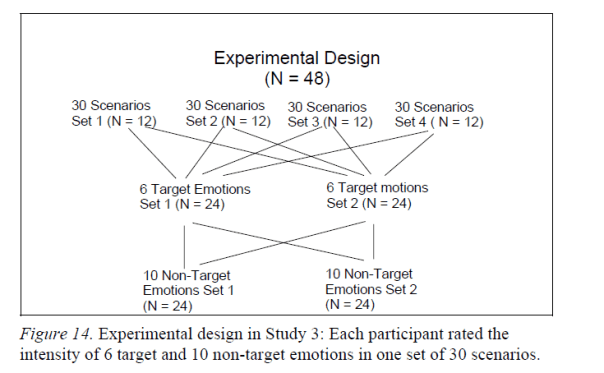 Experimental Design
(N = 48)
30 Scenarios 30 Scenarios 30 Scenarios 30 Scenarios
Set 1 (N = 12) Set 2 (N = 12) Set 3 (N = 12) Set 4 ( N = 12)
6 Target Emotions 6 Target motions
Set 1 (N = 24) Set 2 (N = 24)
10 Non-Target 10 Non-Target
Emotions Set 1 Emotions Set 2
(N = 24) (N = 24)
Figure 14. Experimental design in Study 3: Each participant rated the
intensity of 6 target and 10 non-target emotions in one set of 30 scenarios.